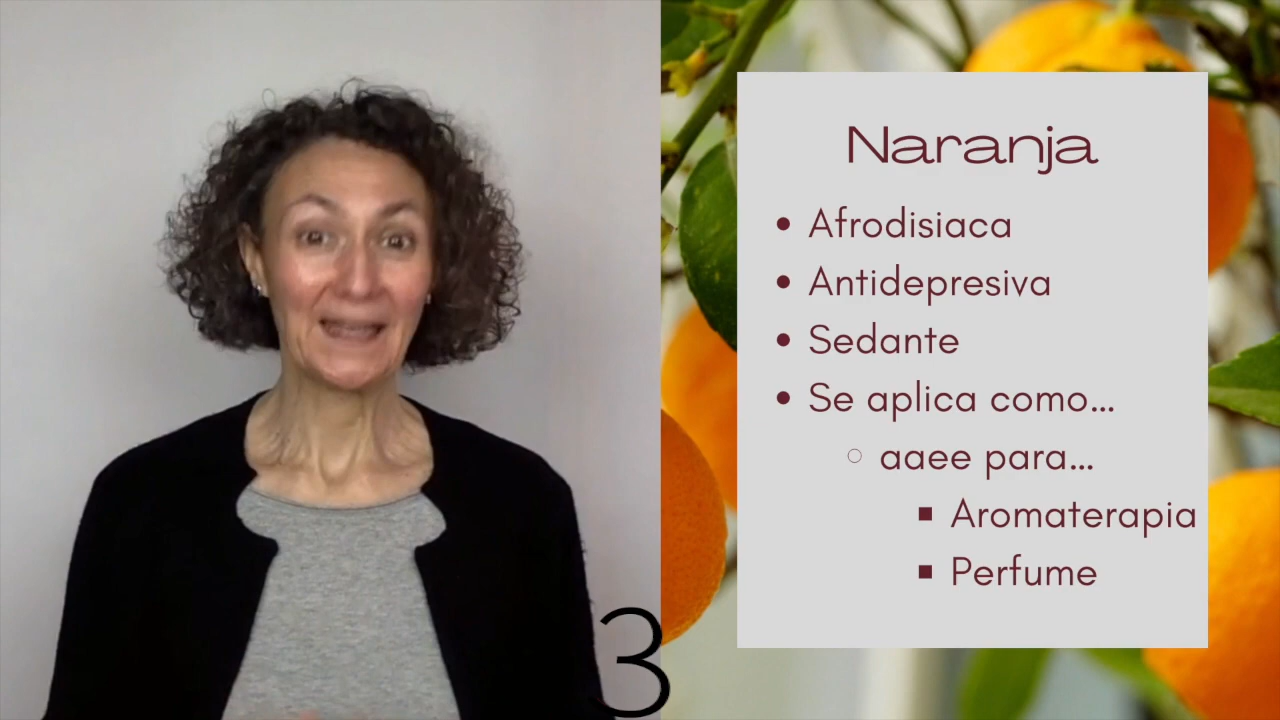 Naranja
Afrodisiaca
Antidepresiva
Sedante
Se aplica como...
aaee para...
Aromaterapia
Perfume
3